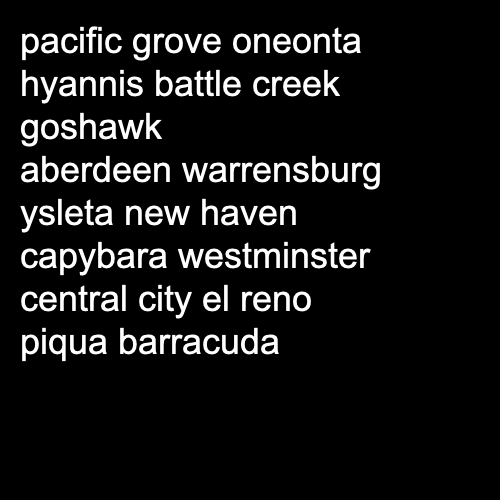 pacific grove oneonta
hyannis battle creek
goshawk
aberdeen warrensburg
ysleta new haven
capybara westminster
central city el reno
piqua barracuda